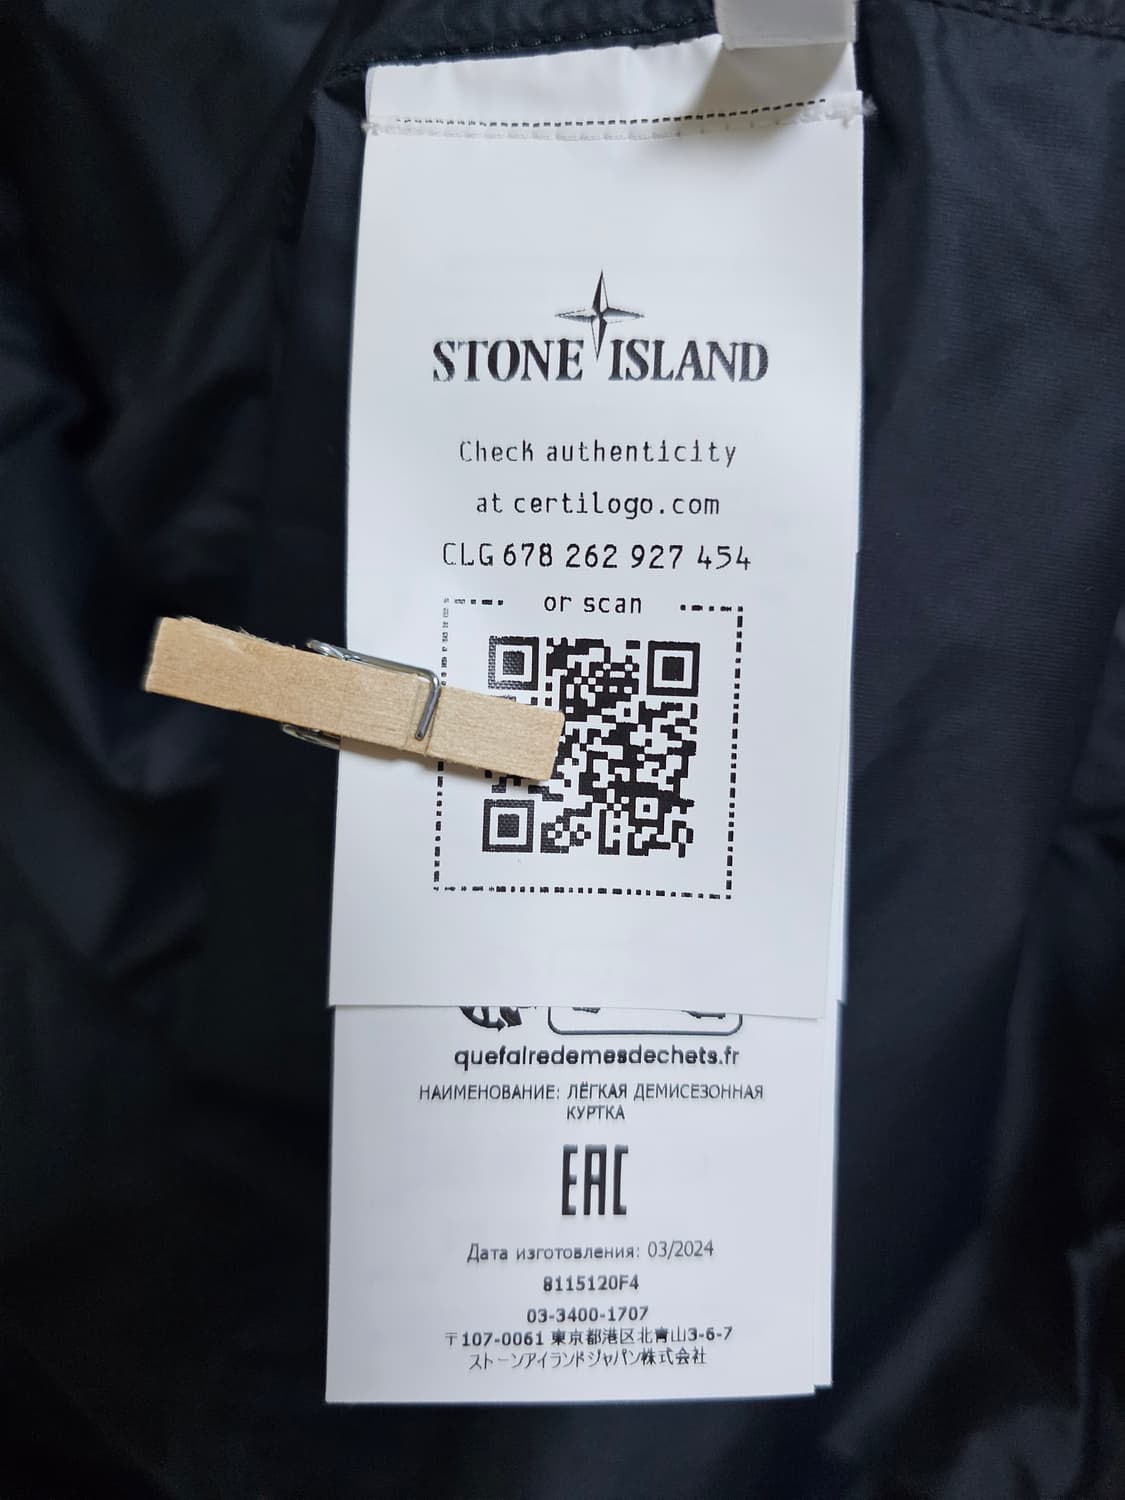 STONE ISLAND
Check authenticity
at certilogo.com
CLG 678 262 927 454
or scan
quefairedemesdechets.fr
НАИМЕНОВАНИЕ: ЛЁГКАЯ ДЕМИСЕЗОННАЯ
КУРТКА
EAC
Дата изготовления: 03/2024
8115120F4
03-3400-1707
〒107-0061 東京都港区北青山3-6-7
ストーンアイランドジャパン株式会社